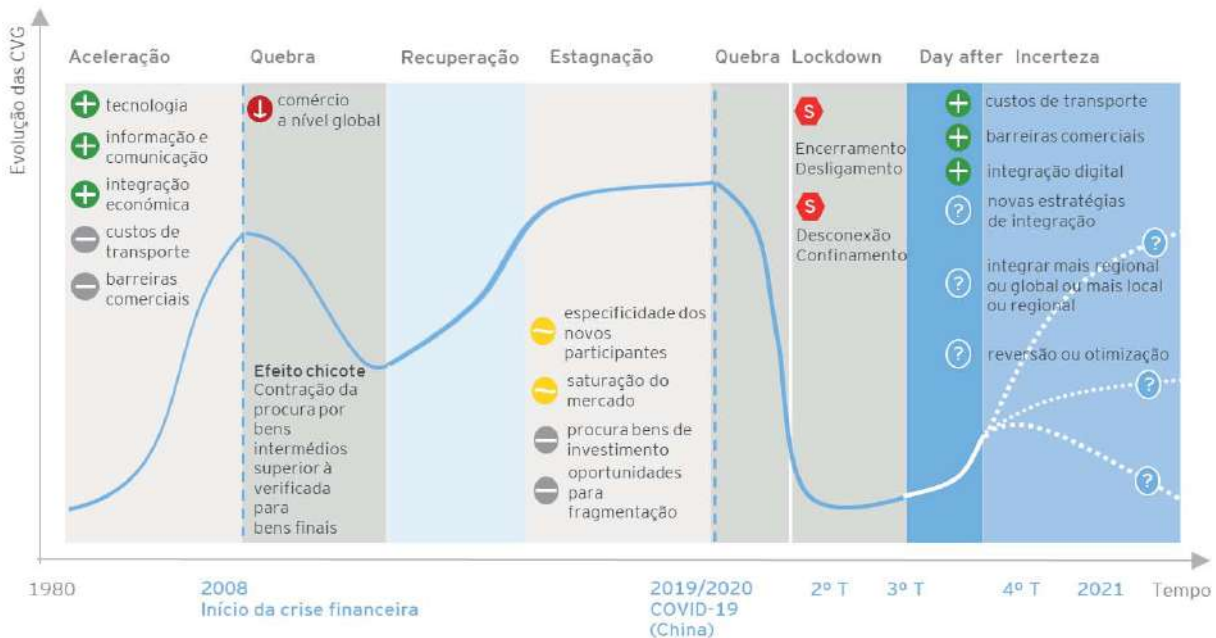 Evolução das CVG
Aceleração
tecnologia
informação e
comunicação
integração
económica
custos de
transporte
barreiras
comerciais
Quebra
comércio
a nível global
Efeito chicote
Contração da
procura por
bens
intermédios
superior à
verificada
para
bens finais
Recuperação
Estagnação
especificidade dos
novos
participantes
saturação do
mercado
procura bens de
investimento
oportunidades
para
fragmentação
Quebra
Lockdown
S
Encerramento
Desligamento
S
Desconexão
Confinamento
Day after
Incerteza
custos de transporte
barreiras comerciais
integração digital
? novas estratégias
de integração
? integrar mais regional
ou global ou mais local
ou regional
? reversão ou otimização
?
?
?
1980
2008
Início da crise financeira
2019/2020
COVID-19
(China)
2º T
3º T
4º T
2021
Tempo